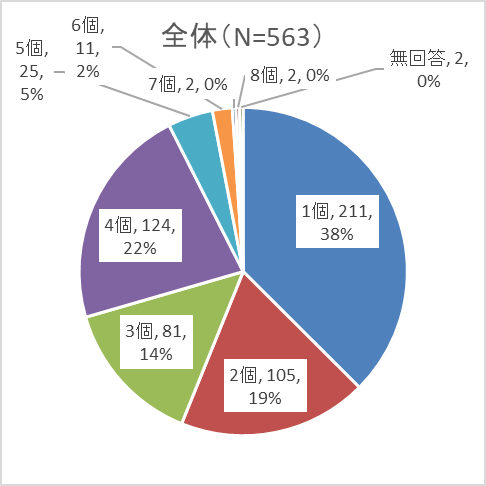 全体（N=563）
1個, 211,
38%
2個, 105,
19%
3個, 81,
14%
4個, 124,
22%
5個,
25,
5%
6個,
11,
2%
7個, 2, 0%
8個, 2, 0%
無回答, 2,
0%